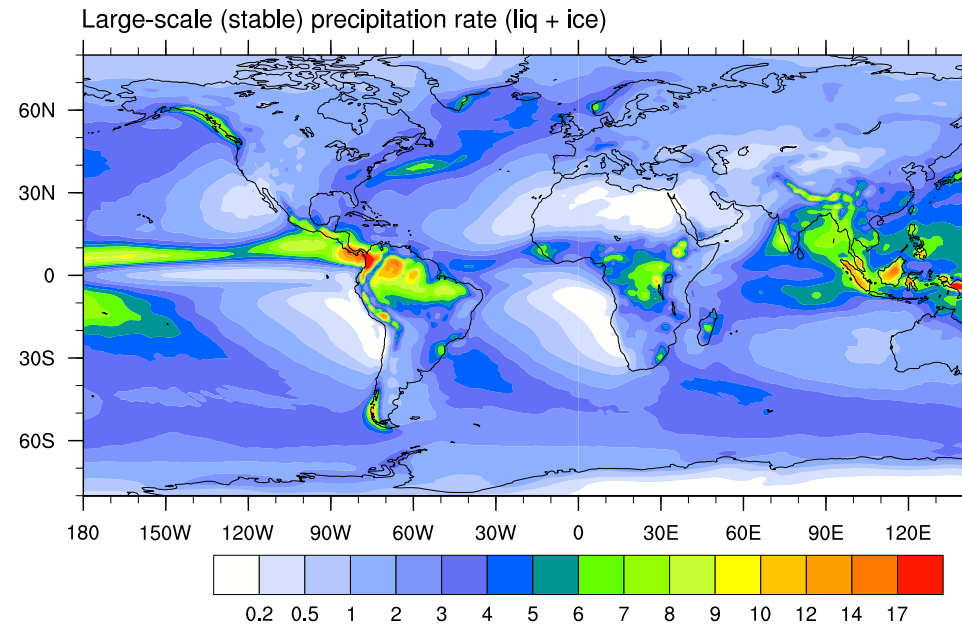 Large-scale (stable) precipitation rate (liq + ice)
60N
30N
0
30S
60S
180 150W 120W 90W 60W 30W 0 30E 60E 90E 120E
0.2 0.5 1 2 3 4 5 6 7 8 9 10 12 14 17